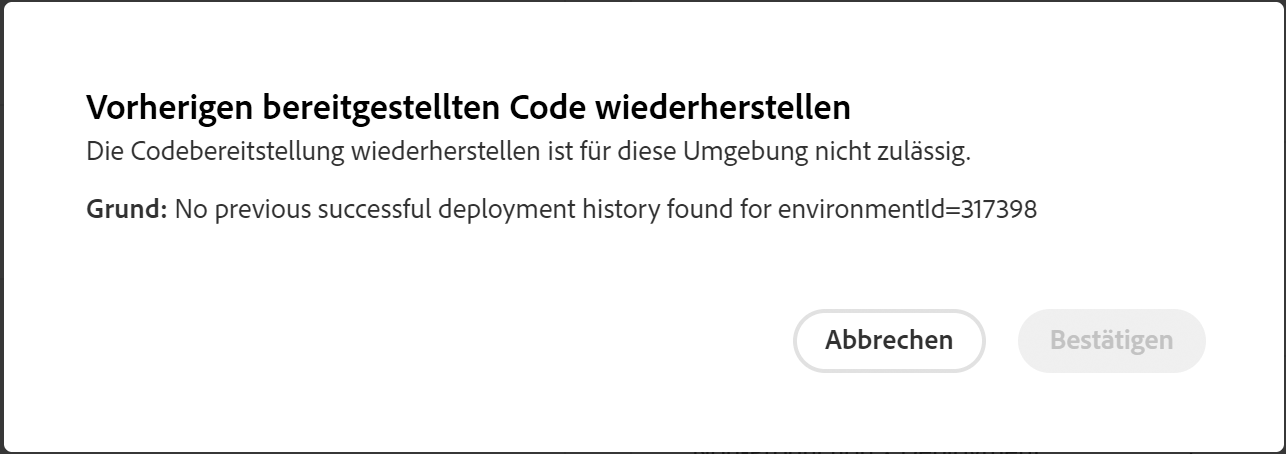 Vorherigen bereitgestellten Code wiederherstellen
Die Codebereitstellung wiederherstellen ist für diese Umgebung nicht zulässig.
Grund: No previous successful deployment history found for environmentId=317398
Abbrechen Bestätigen